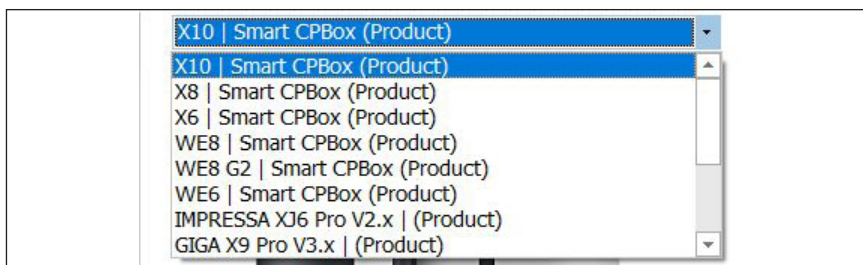 X10 | Smart CPBox (Product)
X10 | Smart CPBox (Product)
X8 | Smart CPBox (Product)
X6 | Smart CPBox (Product)
WE8 | Smart CPBox (Product)
WE8 G2 | Smart CPBox (Product)
WE6 | Smart CPBox (Product)
IMPRESSA XJ6 Pro V2.x | (Product)
GIGA X9 Pro V3.x | (Product)